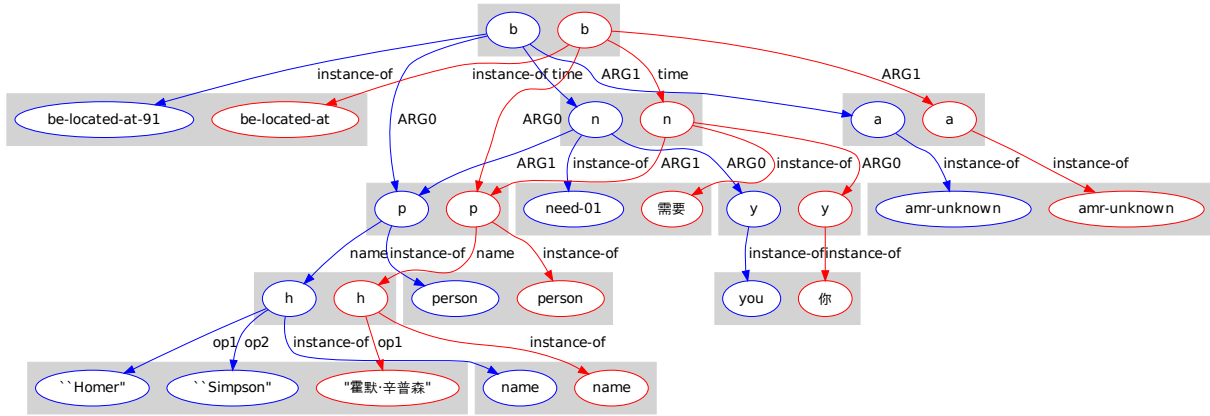 b b
instance-of instance-of time ARG1 time ARG1
be-located-at-91 be-located-at ARG0 ARG0 n n a a
ARG1 instance-of ARG1 ARG0 instance-of ARG0 instance-of instance-of
p p need-01 需要 y y amr-unknown amr-unknown
name instance-of name instance-of instance-of instance-of
h h person person you 你
op1 op2 instance-of op1 instance-of
``Homer" ``Simpson" "霍默·辛普森" name name